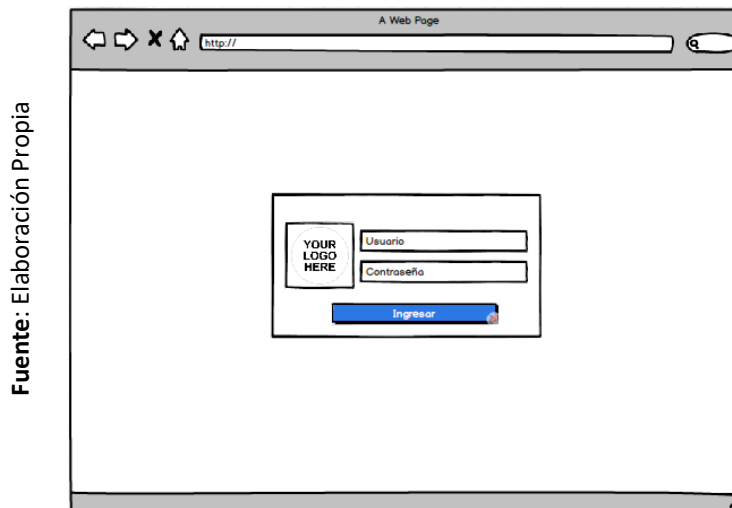 A Web Page
http://
YOUR
LOGO
HERE
Usuario
Contraseña
Ingresar
Fuente: Elaboración Propia